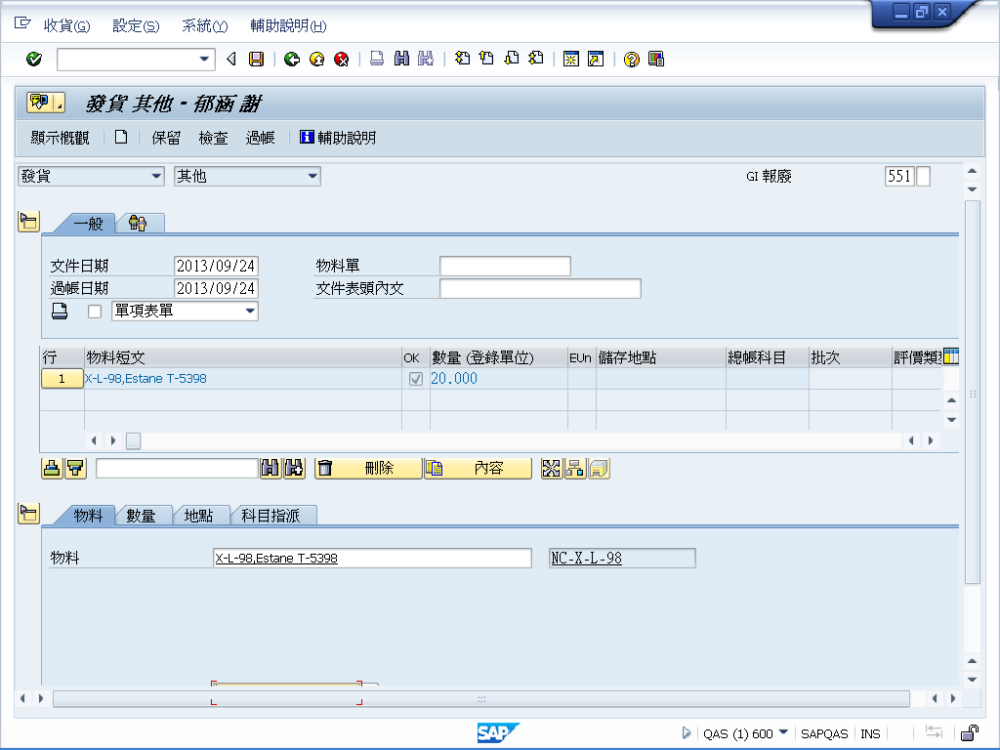 收貨(G) 設定(S) 系統(Y) 輔助說明(H)
發貨 其他 - 郁涵 謝
顯示概觀 保留 檢查 過帳 輔助說明
發貨 其他 GI 報廢 551
一般
文件日期 2013/09/24 物料單
過帳日期 2013/09/24 文件表頭內文
單項表單
行 物料短文 OK 數量 (登錄單位) EUn 儲存地點 總帳科目 批次 評價類型
1 X-L-98,Estane T-5398 20.000
刪除 內容
物料 數量 地點 科目指派
物料 X-L-98,Estane T-5398 NC-X-L-98
SAP QAS (1) 600 SAPQAS INS